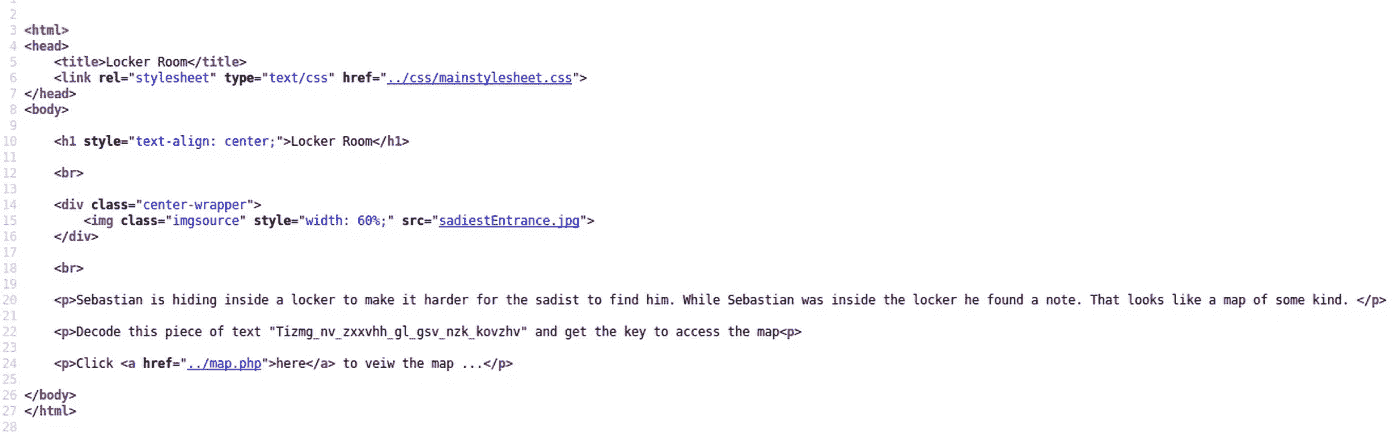 1
2
3 <html>
4 <head>
5 <title>Locker Room</title>
6 <link rel="stylesheet" type="text/css" href="../css/mainstylesheet.css">
7 </head>
8 <body>
9
10 <h1 style="text-align: center;">Locker Room</h1>
11
12 <br>
13
14 <div class="center-wrapper">
15 <img class="imgsource" style="width: 60%;" src="sadiestEntrance.jpg">
16 </div>
17
18 <br>
19
20 <p>Sebastian is hiding inside a locker to make it harder for the sadist to find him. While Sebastian was inside the locker he found a note. That looks like a map of some kind. </p>
21
22 <p>Decode this piece of text "Tizmg_nv_zxxvhh_gl_gsv_nzk_kovzhv" and get the key to access the map<p>
23
24 <p>Click <a href="../map.php">here</a> to veiw the map ...</p>
25
26 </body>
27 </html>
28